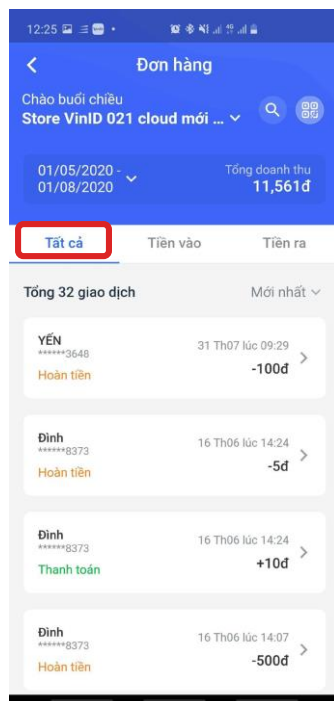 12:25
Đơn hàng
Chào buổi chiều
Store VinID 021 cloud mới ...
01/05/2020 -
01/08/2020
Tổng doanh thu
11,561đ
Tất cả Tiền vào Tiền ra
Tổng 32 giao dịch Mới nhất
YẾN
******3648
Hoàn tiền
31 Th07 lúc 09:29
-100đ
Đình
******8373
Hoàn tiền
16 Th06 lúc 14:24
-5đ
Đình
******8373
Thanh toán
16 Th06 lúc 14:24
+10đ
Đình
******8373
Hoàn tiền
16 Th06 lúc 14:07
-500đ